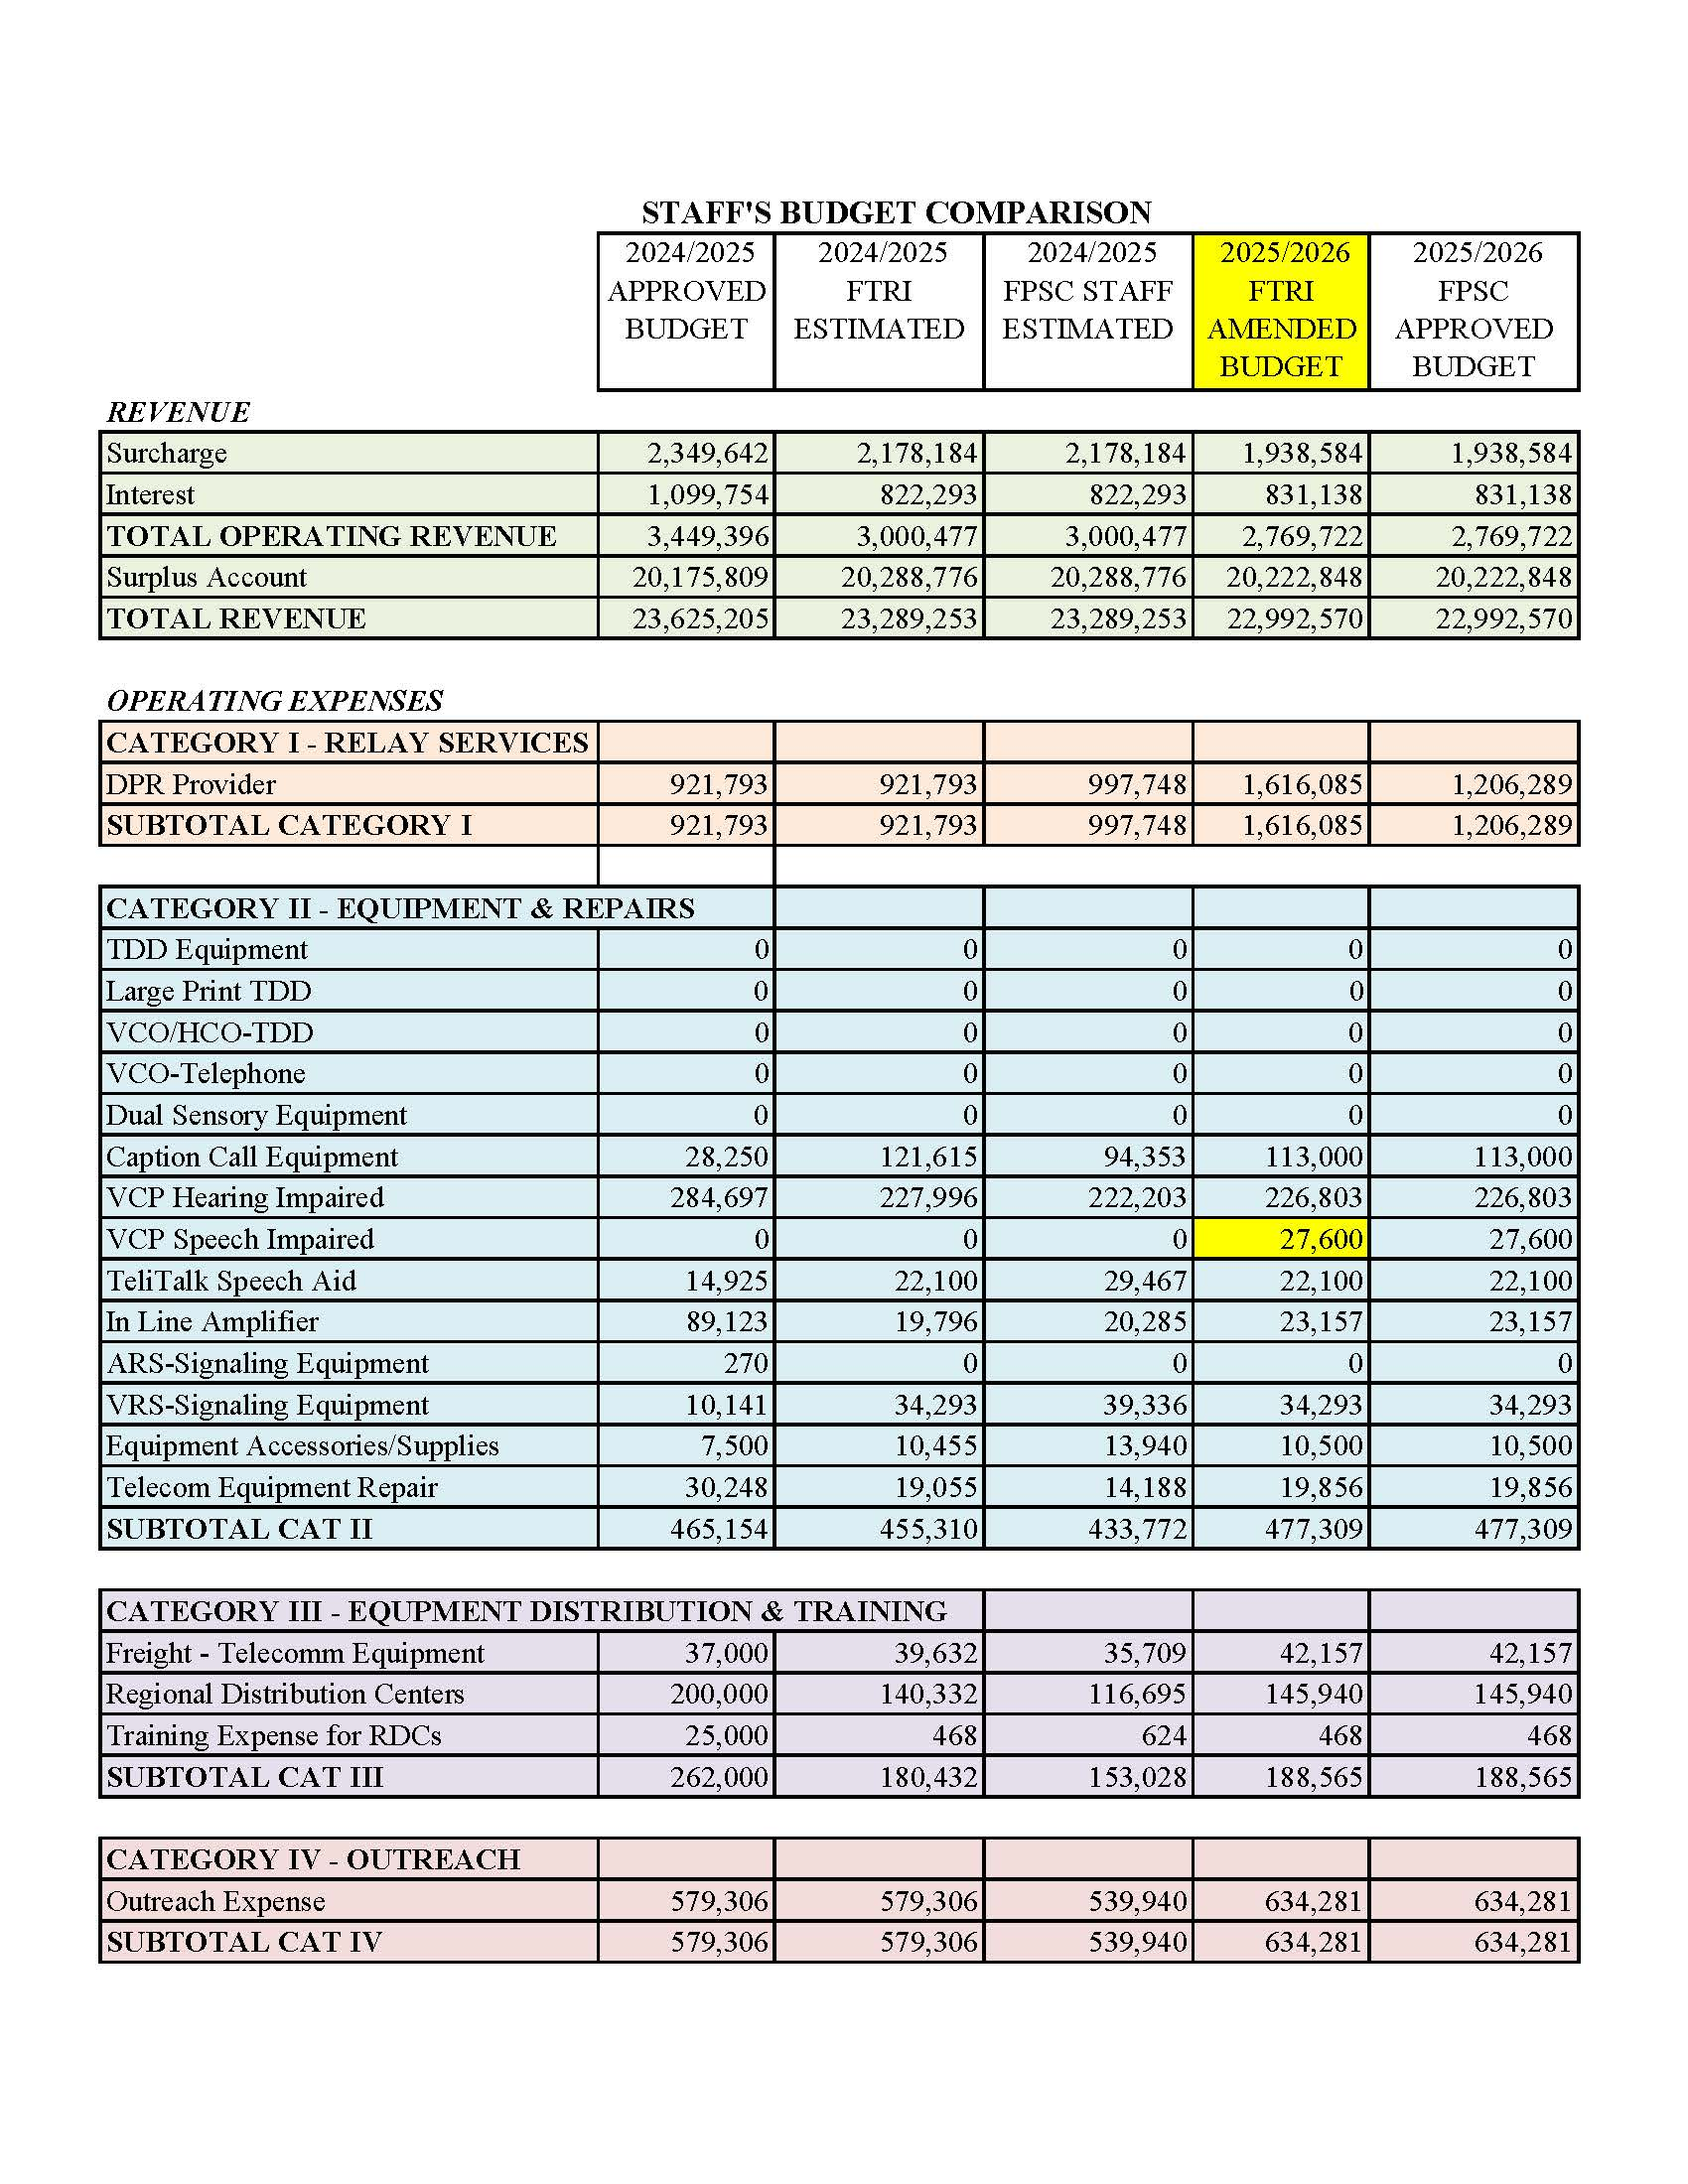 STAFF'S BUDGET COMPARISON
2024/2025 2024/2025 2024/2025 2025/2026 2025/2026
APPROVED FTRI FPSC STAFF FTRI FPSC
BUDGET ESTIMATED ESTIMATED AMENDED APPROVED
BUDGET BUDGET
REVENUE
Surcharge 2,349,642 2,178,184 2,178,184 1,938,584 1,938,584
Interest 1,099,754 822,293 822,293 831,138 831,138
TOTAL OPERATING REVENUE 3,449,396 3,000,477 3,000,477 2,769,722 2,769,722
Surplus Account 20,175,809 20,288,776 20,288,776 20,222,848 20,222,848
TOTAL REVENUE 23,625,205 23,289,253 23,289,253 22,992,570 22,992,570
OPERATING EXPENSES
CATEGORY I - RELAY SERVICES
DPR Provider 921,793 921,793 997,748 1,616,085 1,206,289
SUBTOTAL CATEGORY I 921,793 921,793 997,748 1,616,085 1,206,289
CATEGORY II - EQUIPMENT & REPAIRS
TDD Equipment 0 0 0 0 0
Large Print TDD 0 0 0 0 0
VCO/HCO-TDD 0 0 0 0 0
VCO-Telephone 0 0 0 0 0
Dual Sensory Equipment 0 0 0 0 0
Caption Call Equipment 28,250 121,615 94,353 113,000 113,000
VCP Hearing Impaired 284,697 227,996 222,203 226,803 226,803
VCP Speech Impaired 0 0 0 27,600 27,600
TeliTalk Speech Aid 14,925 22,100 29,467 22,100 22,100
In Line Amplifier 89,123 19,796 20,285 23,157 23,157
ARS-Signaling Equipment 270 0 0 0 0
VRS-Signaling Equipment 10,141 34,293 39,336 34,293 34,293
Equipment Accessories/Supplies 7,500 10,455 13,940 10,500 10,500
Telecom Equipment Repair 30,248 19,055 14,188 19,856 19,856
SUBTOTAL CAT II 465,154 455,310 433,772 477,309 477,309
CATEGORY III - EQUPMENT DISTRIBUTION & TRAINING
Freight - Telecomm Equipment 37,000 39,632 35,709 42,157 42,157
Regional Distribution Centers 200,000 140,332 116,695 145,940 145,940
Training Expense for RDCs 25,000 468 624 468 468
SUBTOTAL CAT III 262,000 180,432 153,028 188,565 188,565
CATEGORY IV - OUTREACH
Outreach Expense 579,306 579,306 539,940 634,281 634,281
SUBTOTAL CAT IV 579,306 579,306 539,940 634,281 634,281